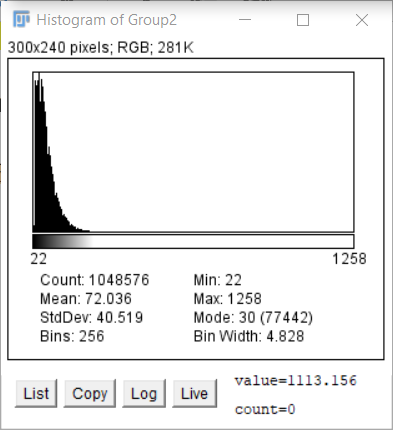 Histogram of Group2
300x240 pixels; RGB; 281K
22 1258
Count: 1048576 Min: 22
Mean: 72.036 Max: 1258
StdDev: 40.519 Mode: 30 (77442)
Bins: 256 Bin Width: 4.828
List Copy Log Live value=1113.156
count=0